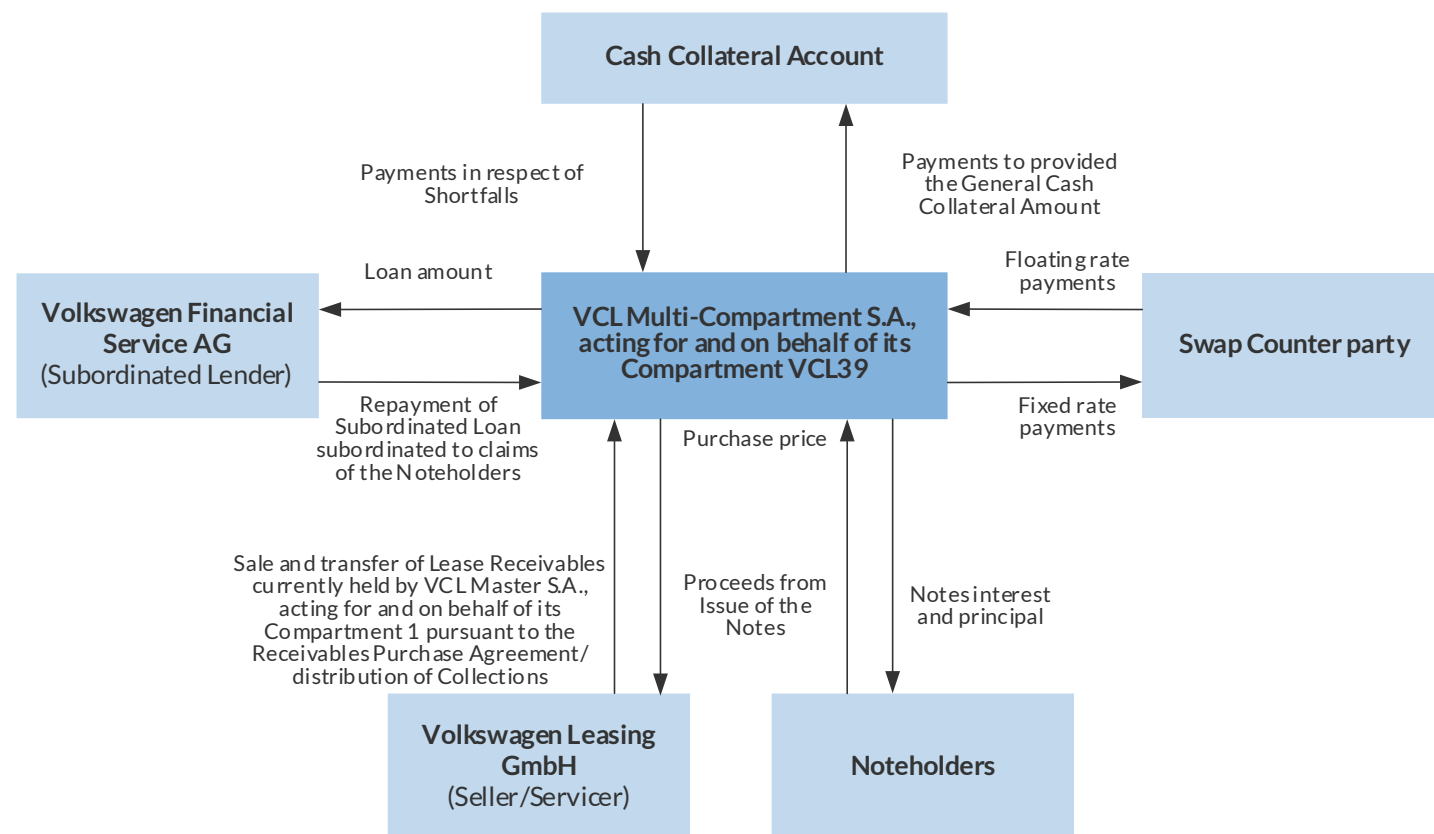 Cash Collateral Account
Payments in respect of
Shortfalls
Payments to provided
the General Cash
Collateral Amount
Loan amount
Floating rate
payments
Volkswagen Financial
Service AG
(Subordinated Lender)
VCL Multi-Compartment S.A.,
acting for and on behalf of its
Compartment VCL39
Swap Counter party
Repayment of
Subordinated Loan
subordinated to claims
of the Noteholders
Purchase price
Fixed rate
payments
Sale and transfer of Lease Receivables
currently held by VCL Master S.A.,
acting for and on behalf of its
Compartment 1 pursuant to the
Receivables Purchase Agreement/
distribution of Collections
Proceeds from
Issue of the
Notes
Notes interest
and principal
Volkswagen Leasing
GmbH
(Seller/Servicer)
Noteholders